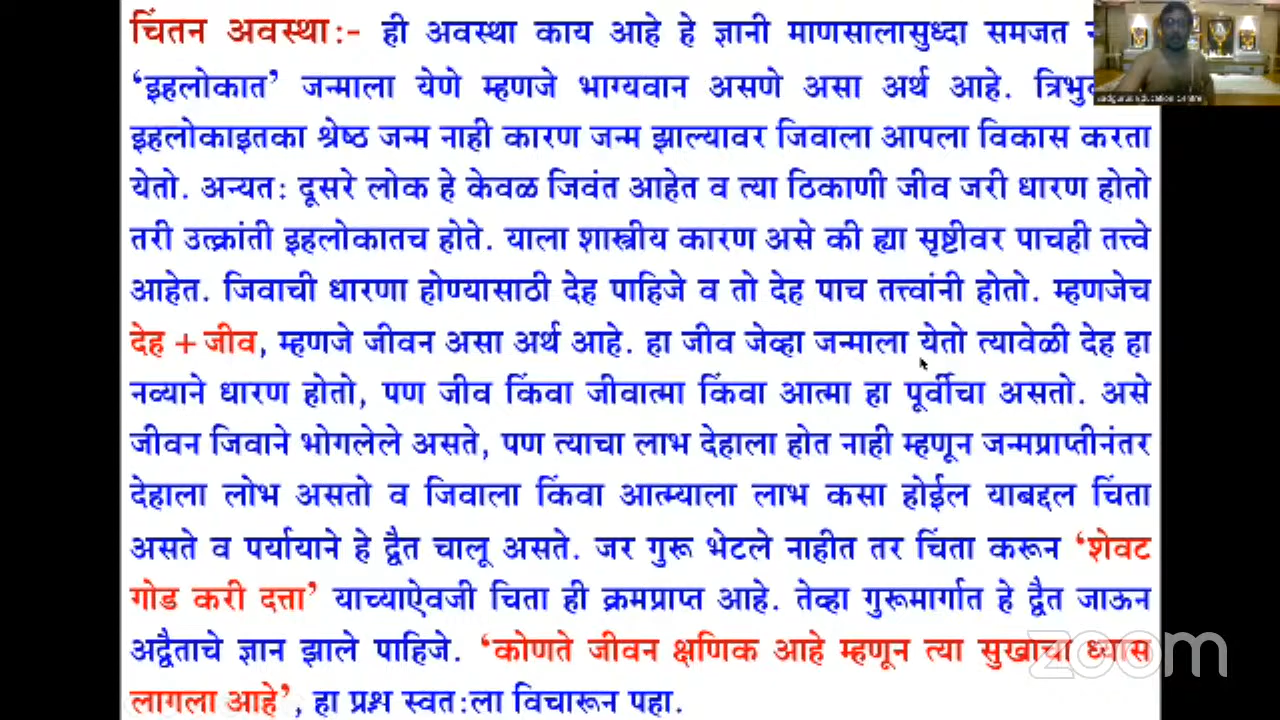 चिंतन अवस्था:- ही अवस्था काय आहे हे ज्ञानी माणसालासुध्दा समजत
‘इहलोकात’ जन्माला येणे म्हणजे भाग्यवान असणे असा अर्थ आहे.
इहलोकाइतका श्रेष्ठ जन्म नाही कारण जन्म झाल्यावर जिवाला आपला विकास करता
येतो. अन्यत: दूसरे लोक हे केवळ जिवंत आहेत व त्या ठिकाणी जीव जरी धारण होतो
तरी उत्क्रांती इहलोकातच होते. याला शास्त्रीय कारण असे की ह्या सृष्टीवर पाचही तत्त्वे
आहेत. जिवाची धारणा होण्यासाठी देह पाहिजे व तो देह पाच तत्त्वांनी होतो. म्हणजेच
देह + जीव, म्हणजे जीवन असा अर्थ आहे. हा जीव जेव्हा जन्माला येतो त्यावेळी देह हा
नव्याने धारण होतो, पण जीव किंवा जीवात्मा किंवा आत्मा हा पूर्वीचा असतो. असे
जीवन जिवाने भोगलेले असते, पण त्याचा लाभ देहाला होत नाही म्हणून जन्मप्राप्तीनंतर
देहाला लोभ असतो व जिवाला किंवा आत्म्याला लाभ कसा होईल याबद्दल चिंता
असते व पर्यायाने हे द्वैत चालू असते. जर गुरू भेटले नाहीत तर चिंता करून ‘शेवट
गोड करी दत्ता’ याच्याऐवजी चिता ही क्रमप्राप्त आहे. तेव्हा गुरूमार्गात हे द्वैत जाऊन
अद्वैताचे ज्ञान झाले पाहिजे. ‘कोणते जीवन क्षणिक आहे म्हणून त्या सुखाचा ध्यास
लागला आहे’, हा प्रश्न स्वत:ला विचारून पहा.
zoom